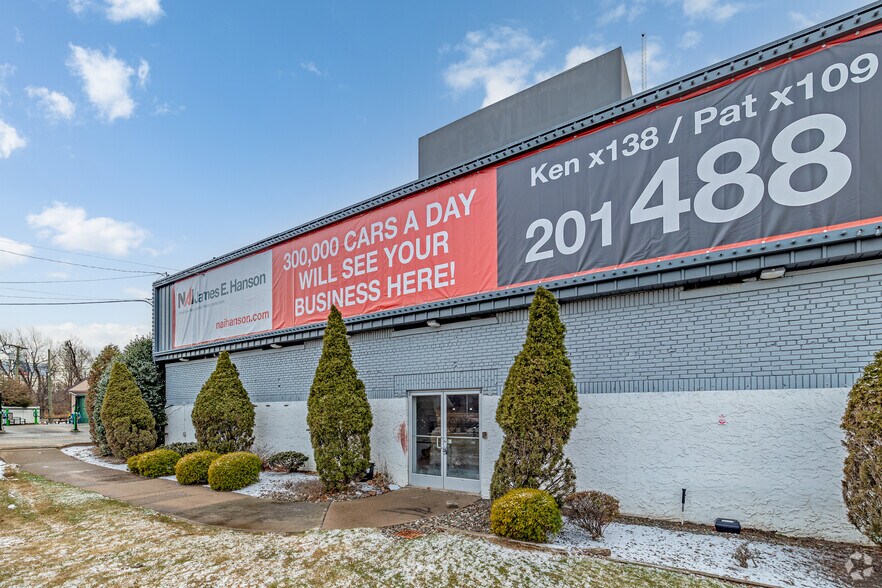 NAI James E. Hanson
naihanson.com
300,000 CARS A DAY
WILL SEE YOUR
BUSINESS HERE!
Ken x138 / Pat x109
201 488